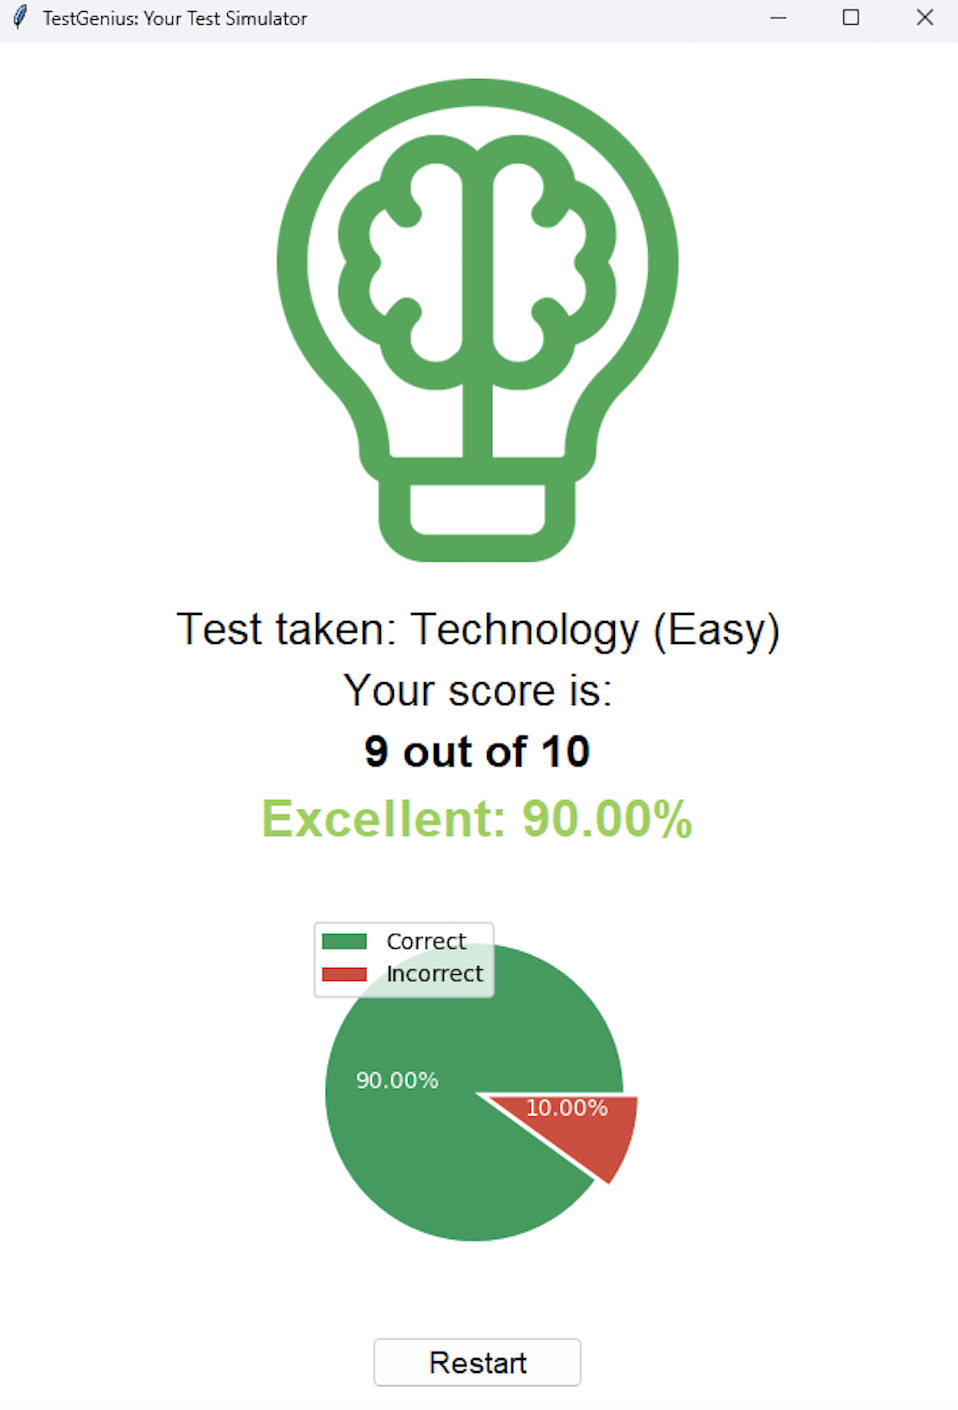 TestGenius: Your Test Simulator
Test taken: Technology (Easy)
Your score is:
9 out of 10
Excellent: 90.00%
Correct
Incorrect
90.00%
10.00%
Restart